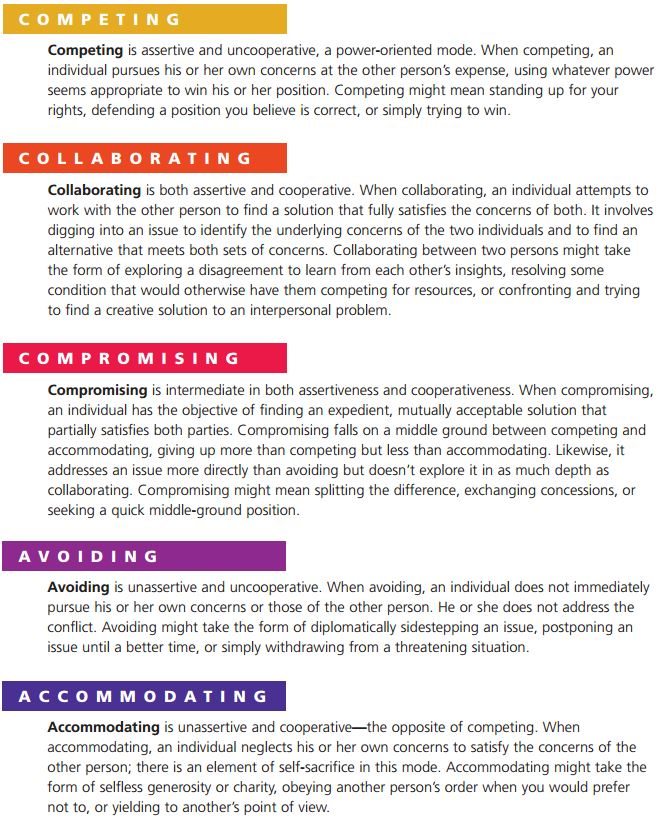 COMPETING
Competing is assertive and uncooperative, a power-oriented mode. When competing, an
individual pursues his or her own concerns at the other person's expense, using whatever power
seems appropriate to win his or her position. Competing might mean standing up for your
rights, defending a position you believe is correct, or simply trying to win.
COLLABORATING
Collaborating is both assertive and cooperative. When collaborating, an individual attempts to
work with the other person to find a solution that fully satisfies the concerns of both. It involves
digging into an issue to identify the underlying concerns of the two individuals and to find an
alternative that meets both sets of concerns. Collaborating between two persons might take
the form of exploring a disagreement to learn from each other's insights, resolving some
condition that would otherwise have them competing for resources, or confronting and trying
to find a creative solution to an interpersonal problem.
COMPROMISING
Compromising is intermediate in both assertiveness and cooperativeness. When compromising,
an individual has the objective of finding an expedient, mutually acceptable solution that
partially satisfies both parties. Compromising falls on a middle ground between competing and
accommodating, giving up more than competing but less than accommodating. Likewise, it
addresses an issue more directly than avoiding but doesn't explore it in as much depth as
collaborating. Compromising might mean splitting the difference, exchanging concessions, or
seeking a quick middle-ground position.
AVOIDING
Avoiding is unassertive and uncooperative. When avoiding, an individual does not immediately
pursue his or her own concerns or those of the other person. He or she does not address the
conflict. Avoiding might take the form of diplomatically sidestepping an issue, postponing an
issue until a better time, or simply withdrawing from a threatening situation.
ACCOMMODATING
Accommodating is unassertive and cooperative—the opposite of competing. When
accommodating, an individual neglects his or her own concerns to satisfy the concerns of the
other person; there is an element of self-sacrifice in this mode. Accommodating might take the
form of selfless generosity or charity, obeying another person's order when you would prefer
not to, or yielding to another's point of view.